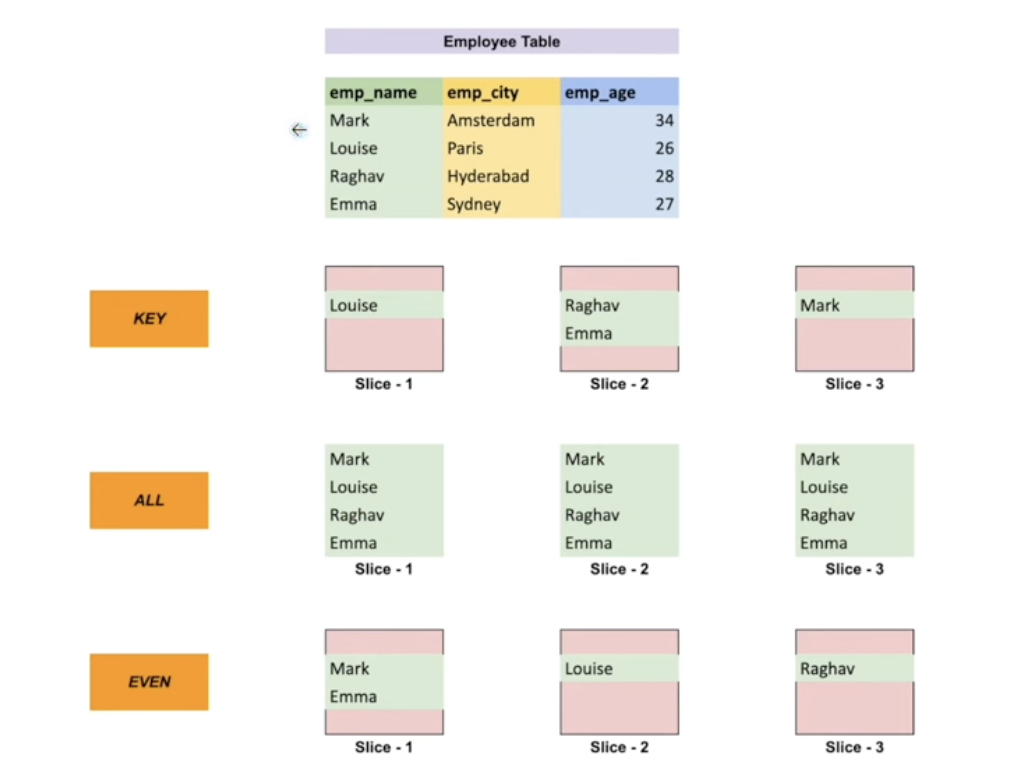 Employee Table
emp_name emp_city emp_age
Mark Amsterdam 34
Louise Paris 26
Raghav Hyderabad 28
Emma Sydney 27
KEY
Louise Raghav Mark
Emma
Slice - 1 Slice - 2 Slice - 3
ALL
Mark Mark Mark
Louise Louise Louise
Raghav Raghav Raghav
Emma Emma Emma
Slice - 1 Slice - 2 Slice - 3
EVEN
Mark Louise Raghav
Emma
Slice - 1 Slice - 2 Slice - 3